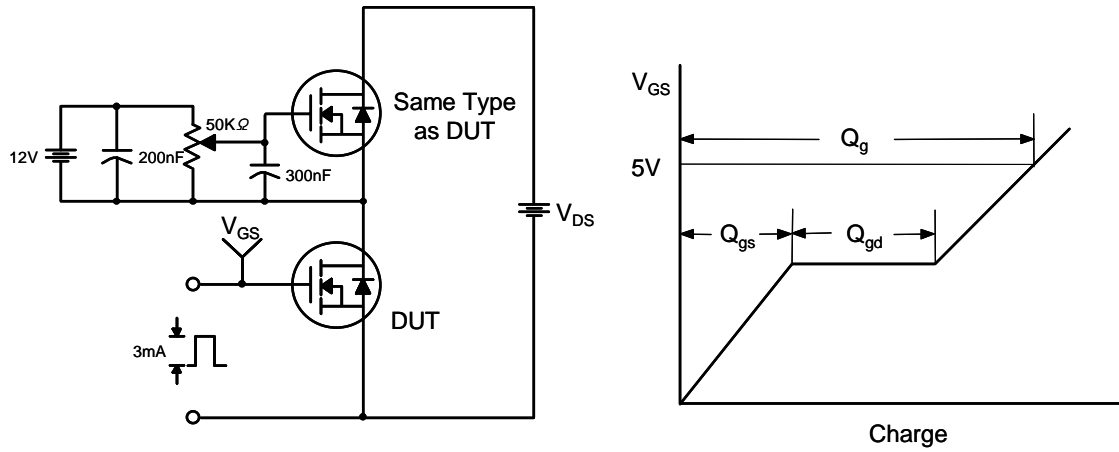 Same Type
as DUT
50KΩ
12V
200nF
300nF
V_GS
V_DS
DUT
3mA
V_GS
Q_g
5V
Q_gs
Q_gd
Charge